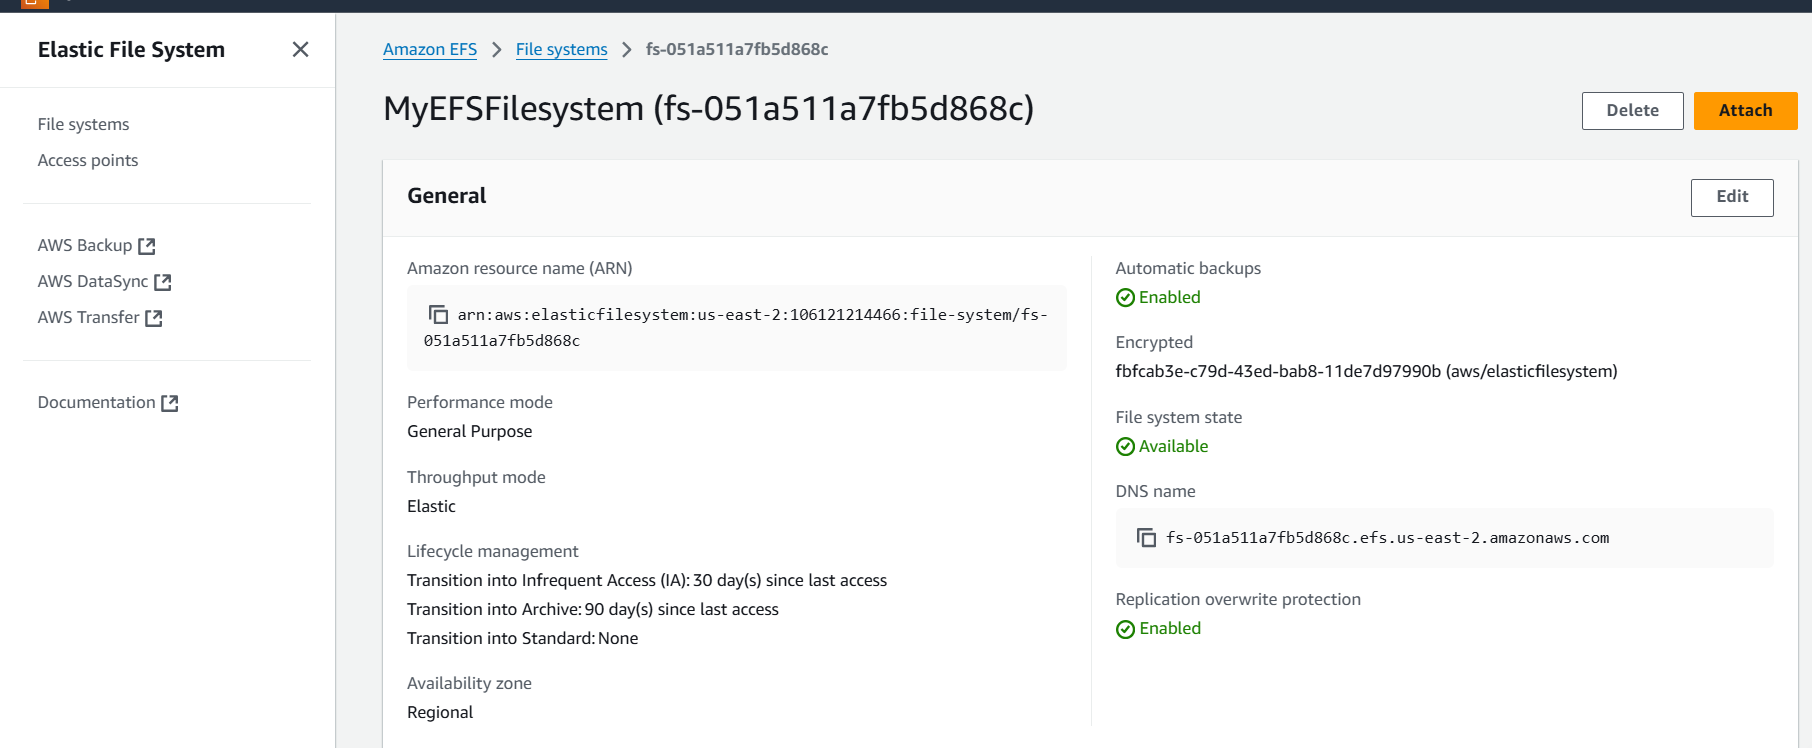 Elastic File System
File systems
Access points
AWS Backup
AWS DataSync
AWS Transfer
Documentation
Amazon EFS > File systems > fs-051a511a7fb5d868c
MyEFSFilesystem (fs-051a511a7fb5d868c)
Delete
Attach
General
Edit
Amazon resource name (ARN)
arn:aws:elasticfilesystem:us-east-2:106121214466:file-system/fs-
051a511a7fb5d868c
Performance mode
General Purpose
Throughput mode
Elastic
Lifecycle management
Transition into Infrequent Access (IA): 30 day(s) since last access
Transition into Archive: 90 day(s) since last access
Transition into Standard: None
Availability zone
Regional
Automatic backups
Enabled
Encrypted
fbfcab3e-c79d-43ed-bab8-11de7d97990b (aws/elasticfilesystem)
File system state
Available
DNS name
fs-051a511a7fb5d868c.efs.us-east-2.amazonaws.com
Replication overwrite protection
Enabled